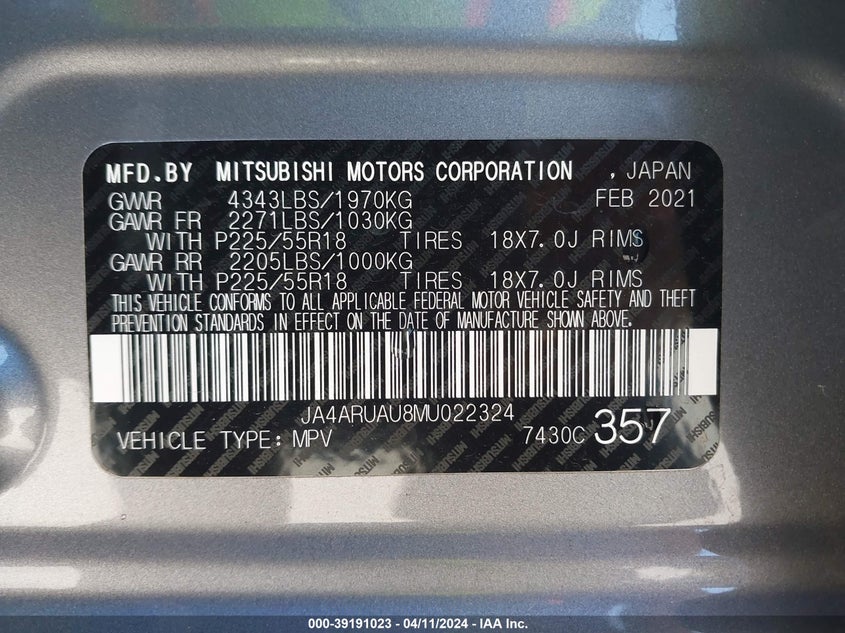 MFD.BY MITSUBISHI MOTORS CORPORATION , JAPAN
GVWR 4343LBS/1970KG FEB 2021
GAWR FR 2271LBS/1030KG
WITH P225/55R18 TIRES 18X7.0J RIMS
GAWR RR 2205LBS/1000KG
WITH P225/55R18 TIRES 18X7.0J RIMS
THIS VEHICLE CONFORMS TO ALL APPLICABLE FEDERAL MOTOR VEHICLE SAFETY AND THEFT
PREVENTION STANDARDS IN EFFECT ON THE DATE OF MANUFACTURE SHOWN ABOVE.
JA4ARUAU8MU022324
VEHICLE TYPE: MPV 7430C 357
000-39191023 - 04/11/2024 - IAA Inc.